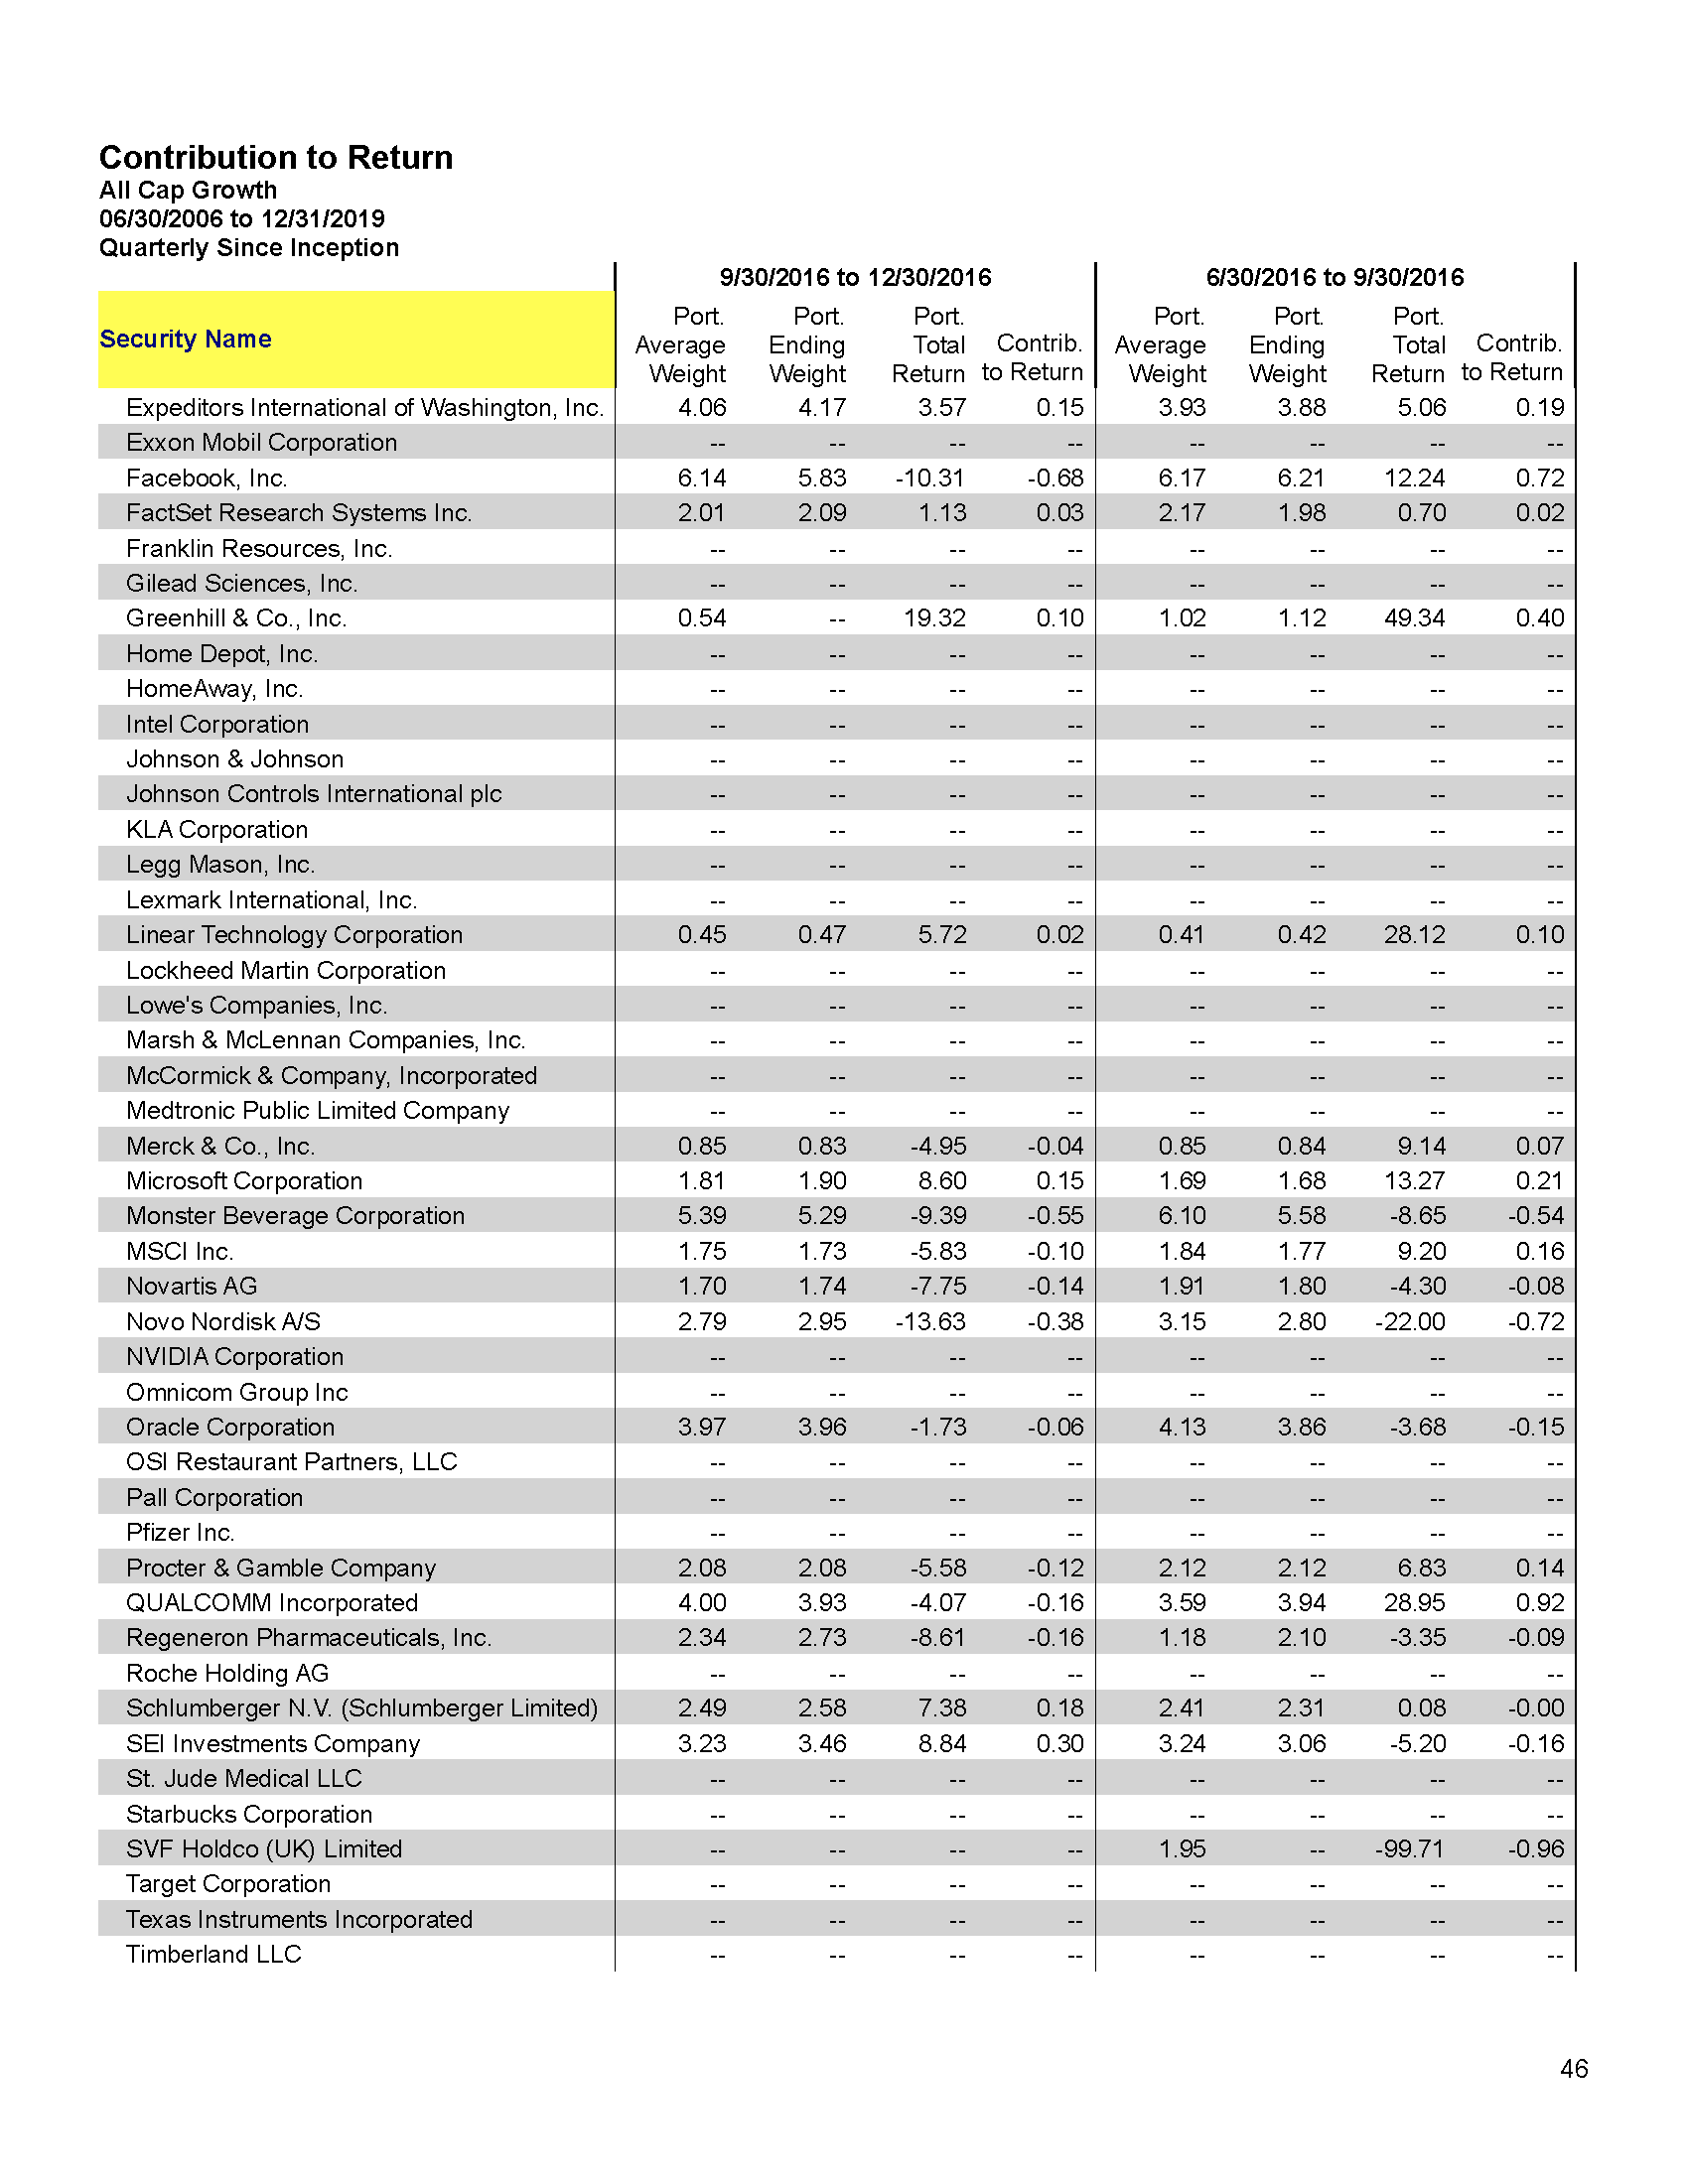 Contribution to Return
All Cap Growth
06/30/2006 to 12/31/2019
Quarterly Since Inception
9/30/2016 to 12/30/2016 6/30/2016 to 9/30/2016
Security Name Port. Average Weight Port. Ending Weight Port. Total Return Contrib. to Return Port. Average Weight Port. Ending Weight Port. Total Return Contrib. to Return
Expeditors International of Washington, Inc. 4.06 4.17 3.57 0.15 3.93 3.88 5.06 0.19
Exxon Mobil Corporation -- -- -- -- -- -- -- --
Facebook, Inc. 6.14 5.83 -10.31 -0.68 6.17 6.21 12.24 0.72
FactSet Research Systems Inc. 2.01 2.09 1.13 0.03 2.17 1.98 0.70 0.02
Franklin Resources, Inc. -- -- -- -- -- -- -- --
Gilead Sciences, Inc. -- -- -- -- -- -- -- --
Greenhill & Co., Inc. 0.54 -- 19.32 0.10 1.02 1.12 49.34 0.40
Home Depot, Inc. -- -- -- -- -- -- -- --
HomeAway, Inc. -- -- -- -- -- -- -- --
Intel Corporation -- -- -- -- -- -- -- --
Johnson & Johnson -- -- -- -- -- -- -- --
Johnson Controls International plc -- -- -- -- -- -- -- --
KLA Corporation -- -- -- -- -- -- -- --
Legg Mason, Inc. -- -- -- -- -- -- -- --
Lexmark International, Inc. -- -- -- -- -- -- -- --
Linear Technology Corporation 0.45 0.47 5.72 0.02 0.41 0.42 28.12 0.10
Lockheed Martin Corporation -- -- -- -- -- -- -- --
Lowe's Companies, Inc. -- -- -- -- -- -- -- --
Marsh & McLennan Companies, Inc. -- -- -- -- -- -- -- --
McCormick & Company, Incorporated -- -- -- -- -- -- -- --
Medtronic Public Limited Company -- -- -- -- -- -- -- --
Merck & Co., Inc. 0.85 0.83 -4.95 -0.04 0.85 0.84 9.14 0.07
Microsoft Corporation 1.81 1.90 8.60 0.15 1.69 1.68 13.27 0.21
Monster Beverage Corporation 5.39 5.29 -9.39 -0.55 6.10 5.58 -8.65 -0.54
MSCI Inc. 1.75 1.73 -5.83 -0.10 1.84 1.77 9.20 0.16
Novartis AG 1.70 1.74 -7.75 -0.14 1.91 1.80 -4.30 -0.08
Novo Nordisk A/S 2.79 2.95 -13.63 -0.38 3.15 2.80 -22.00 -0.72
NVIDIA Corporation -- -- -- -- -- -- -- --
Omnicom Group Inc -- -- -- -- -- -- -- --
Oracle Corporation 3.97 3.96 -1.73 -0.06 4.13 3.86 -3.68 -0.15
OSI Restaurant Partners, LLC -- -- -- -- -- -- -- --
Pall Corporation -- -- -- -- -- -- -- --
Pfizer Inc. -- -- -- -- -- -- -- --
Procter & Gamble Company 2.08 2.08 -5.58 -0.12 2.12 2.12 6.83 0.14
QUALCOMM Incorporated 4.00 3.93 -4.07 -0.16 3.59 3.94 28.95 0.92
Regeneron Pharmaceuticals, Inc. 2.34 2.73 -8.61 -0.16 1.18 2.10 -3.35 -0.09
Roche Holding AG -- -- -- -- -- -- -- --
Schlumberger N.V. (Schlumberger Limited) 2.49 2.58 7.38 0.18 2.41 2.31 0.08 -0.00
SEI Investments Company 3.23 3.46 8.84 0.30 3.24 3.06 -5.20 -0.16
St. Jude Medical LLC -- -- -- -- -- -- -- --
Starbucks Corporation -- -- -- -- -- -- -- --
SVF Holdco (UK) Limited -- -- -- -- 1.95 -- -99.71 -0.96
Target Corporation -- -- -- -- -- -- -- --
Texas Instruments Incorporated -- -- -- -- -- -- -- --
Timberland LLC -- -- -- -- -- -- -- --
46